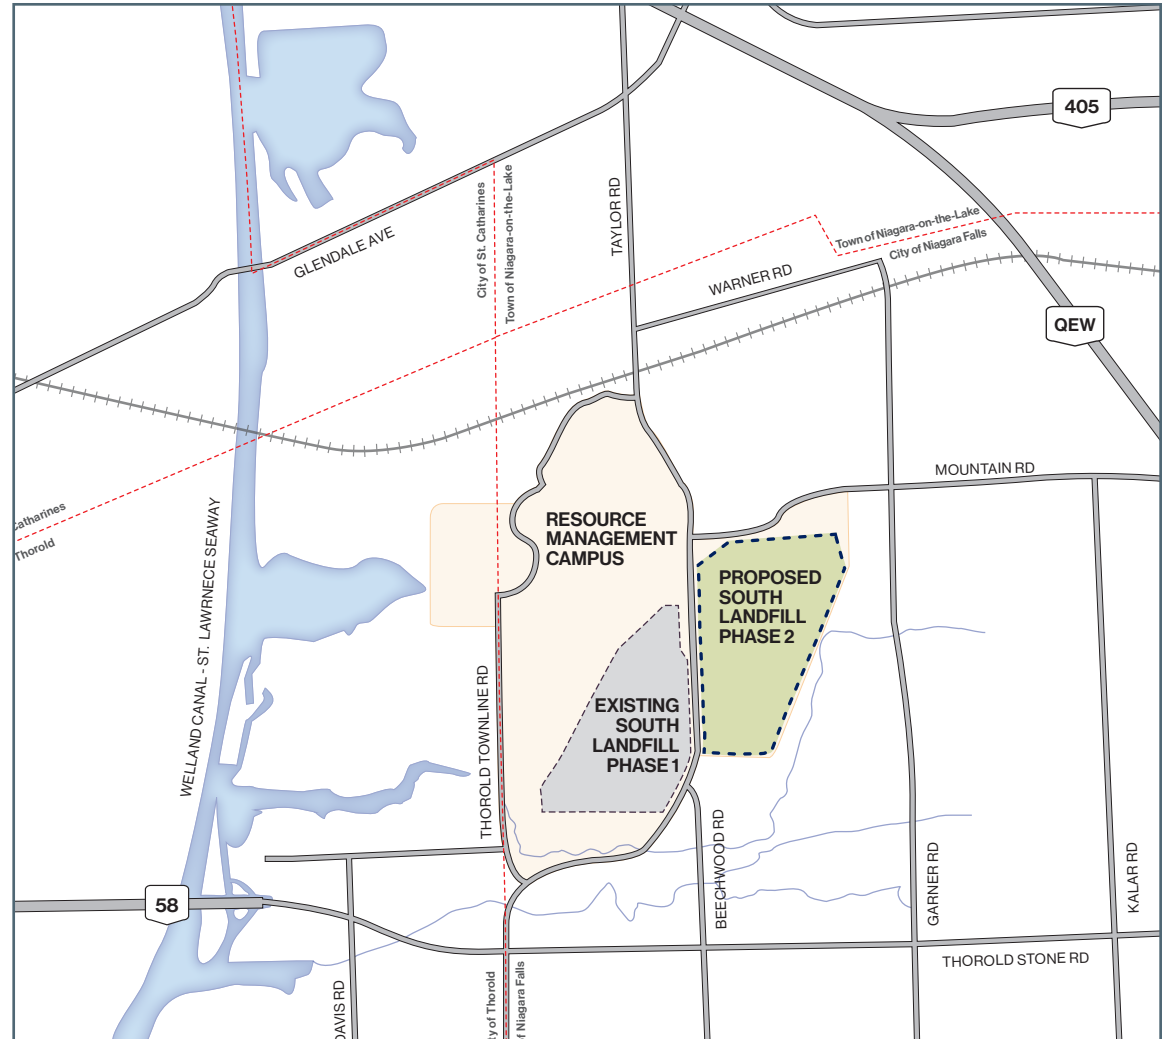 405
City of St. Catharines
Town of Niagara-on-the-Lake
TAYLOR RD
GLENDALE AVE
Town of Niagara-on-the-Lake
City of Niagara Falls
WARNER RD
QEW
MOUNTAIN RD
Catharines
Thorold
WELLAND CANAL - ST. LAWRNECE SEAWAY
RESOURCE
MANAGEMENT
CAMPUS
PROPOSED
SOUTH
LANDFILL
PHASE 2
EXISTING
SOUTH
LANDFILL
PHASE 1
THOROLD TOWNLINE RD
BEECHWOOD RD
GARNER RD
KALAR RD
58
THOROLD STONE RD
DAVIS RD
ty of Thorold
f Niagara Falls